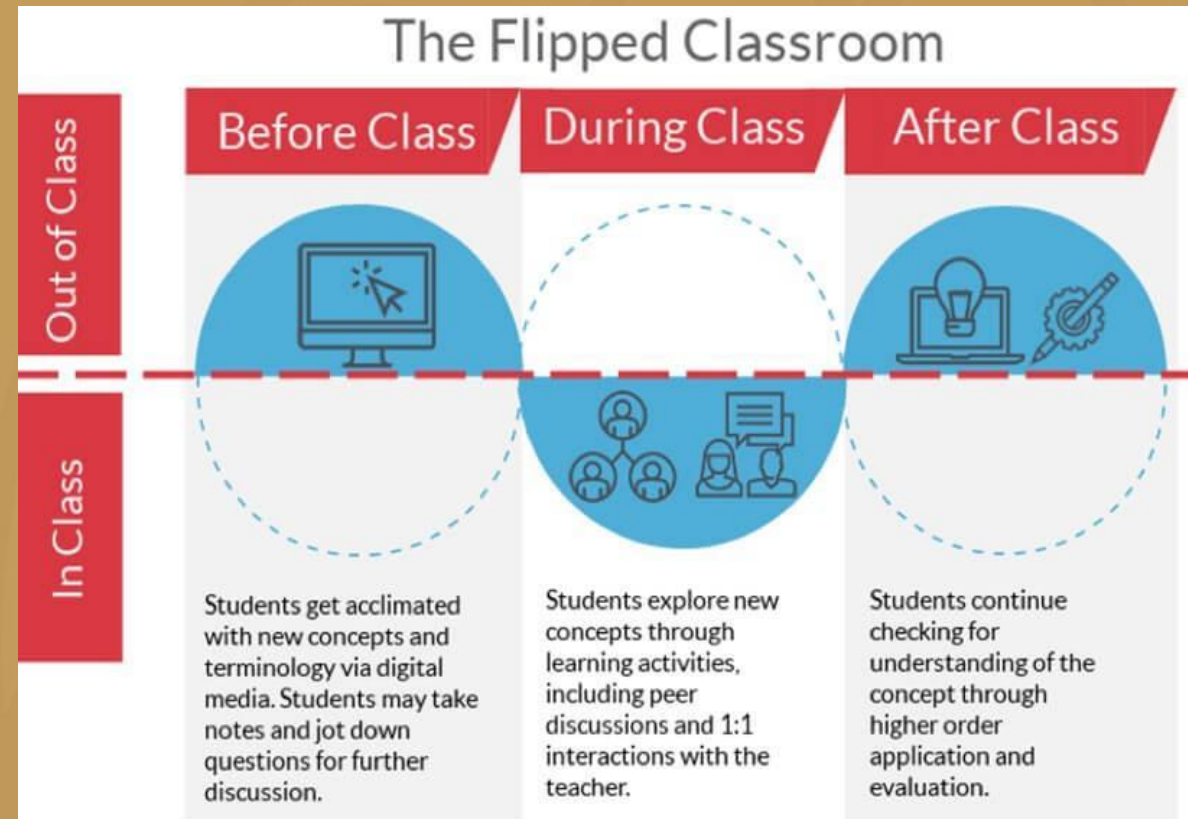 The Flipped Classroom
Before Class
During Class
After Class
Out of Class
In Class
Students get acclimated
with new concepts and
terminology via digital
media. Students may take
notes and jot down
questions for further
discussion.
Students explore new
concepts through
learning activities,
including peer
discussions and 1:1
interactions with the
teacher.
Students continue
checking for
understanding of the
concept through
higher order
application and
evaluation.